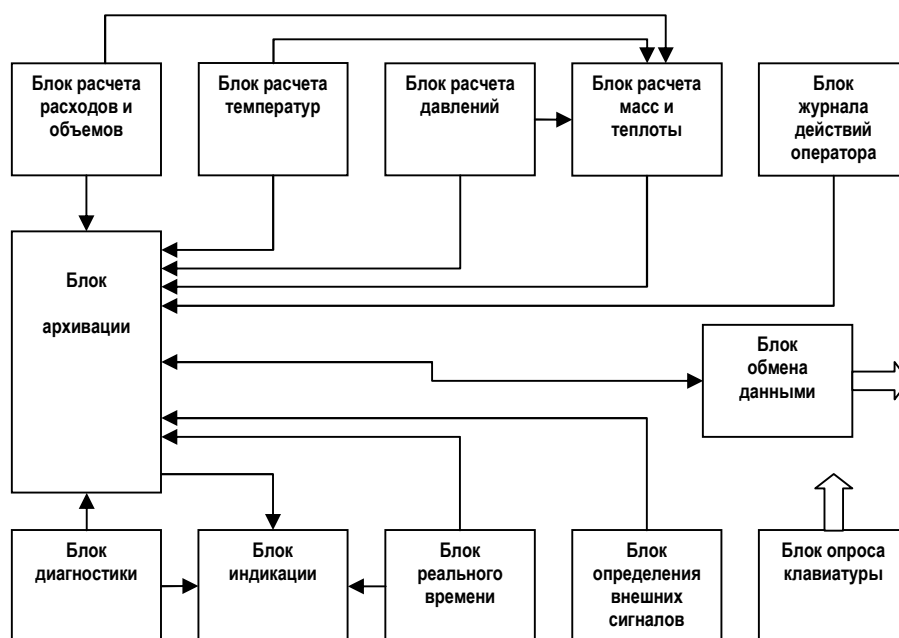 Блок расчета
расходов и
объемов
Блок расчета
температур
Блок расчета
давлений
Блок расчета
масс и
теплоты
Блок
журнала
действий
оператора
Блок
архивации
Блок
обмена
данными
Блок
диагностики
Блок
индикации
Блок
реального
времени
Блок
определения
внешних
сигналов
Блок опроса
клавиатуры